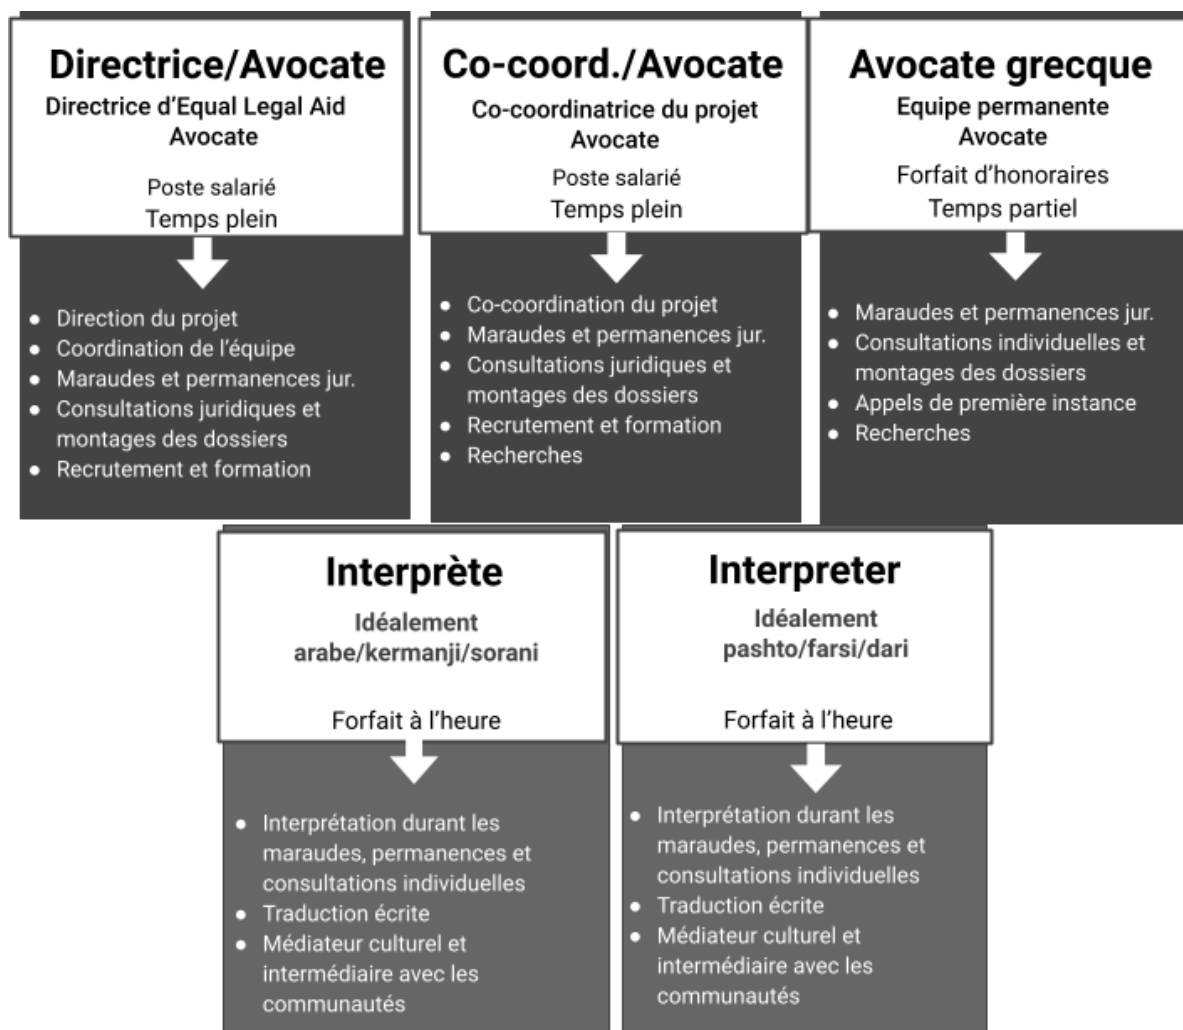 Directrice/Avocate
Directrice d’Equal Legal Aid
Avocate
Poste salarié
Temps plein
● Direction du projet
● Coordination de l’équipe
● Maraudes et permanences jur.
● Consultations juridiques et
montages des dossiers
● Recrutement et formation
Co-coord./Avocate
Co-coordinatrice du projet
Avocate
Poste salarié
Temps plein
● Co-coordination du projet
● Maraudes et permanences jur.
● Consultations juridiques et
montages des dossiers
● Recrutement et formation
● Recherches
Avocate grecque
Equipe permanente
Avocate
Forfait d’honoraires
Temps partiel
● Maraudes et permanences jur.
● Consultations individuelles et
montages des dossiers
● Appels de première instance
● Recherches
Interprète
Idéalement
arabe/kermanji/sorani
Forfait à l’heure
● Interprétation durant les
maraudes, permanences et
consultations individuelles
● Traduction écrite
● Médiateur culturel et
intermédiaire avec les
communautés
Interpreter
Idéalement
pashto/farsi/dari
Forfait à l’heure
● Interprétation durant les
maraudes, permanences et
consultations individuelles
● Traduction écrite
● Médiateur culturel et
intermédiaire avec les
communautés